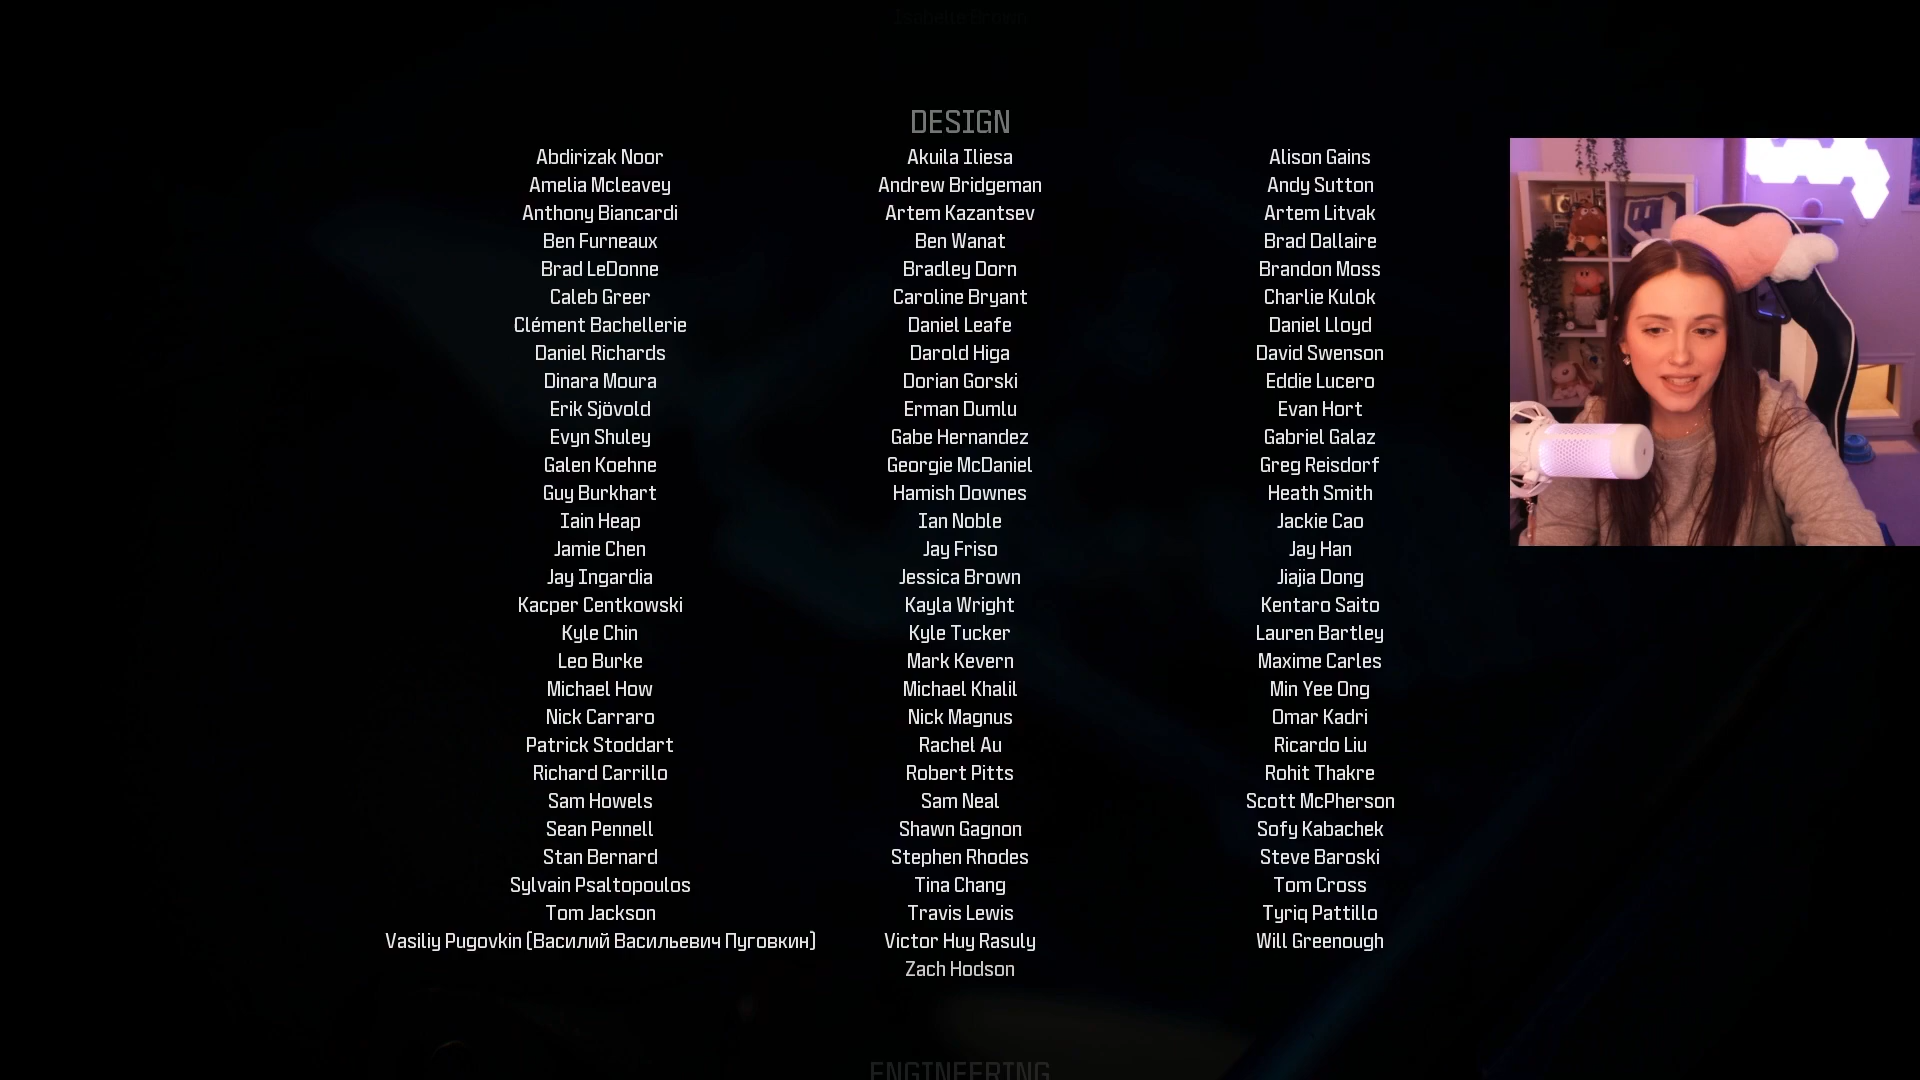 Isabelle Brown
DESIGN
Abdirizak Noor Akuila Iliesa Alison Gains
Amelia Mcleavey Andrew Bridgeman Andy Sutton
Anthony Biancardi Artem Kazantsev Artem Litvak
Ben Furneaux Ben Wanat Brad Dallaire
Brad LeDonne Bradley Dorn Brandon Moss
Caleb Greer Caroline Bryant Charlie Kulok
Clément Bachellerie Daniel Leafe Daniel Lloyd
Daniel Richards Darold Higa David Swenson
Dinara Moura Dorian Gorski Eddie Lucero
Erik Sjövold Erman Dumlu Evan Hort
Evyn Shuley Gabe Hernandez Gabriel Galaz
Galen Koehne Georgie McDaniel Greg Reisdorf
Guy Burkhart Hamish Downes Heath Smith
Iain Heap Ian Noble Jackie Cao
Jamie Chen Jay Friso Jay Han
Jay Ingardia Jessica Brown Jiajia Dong
Kacper Centkowski Kayla Wright Kentaro Saito
Kyle Chin Kyle Tucker Lauren Bartley
Leo Burke Mark Kevern Maxime Carles
Michael How Michael Khalil Min Yee Ong
Nick Carraro Nick Magnus Omar Kadri
Patrick Stoddart Rachel Au Ricardo Liu
Richard Carrillo Robert Pitts Rohit Thakre
Sam Howels Sam Neal Scott McPherson
Sean Pennell Shawn Gagnon Sofy Kabachek
Stan Bernard Stephen Rhodes Steve Baroski
Sylvain Psaltopoulos Tina Chang Tom Cross
Tom Jackson Travis Lewis Tyriq Pattillo
Vasiliy Pugovkin (Василий Васильевич Пуговкин) Victor Huy Rasuly Will Greenough
Zach Hodson
ENGINEERING